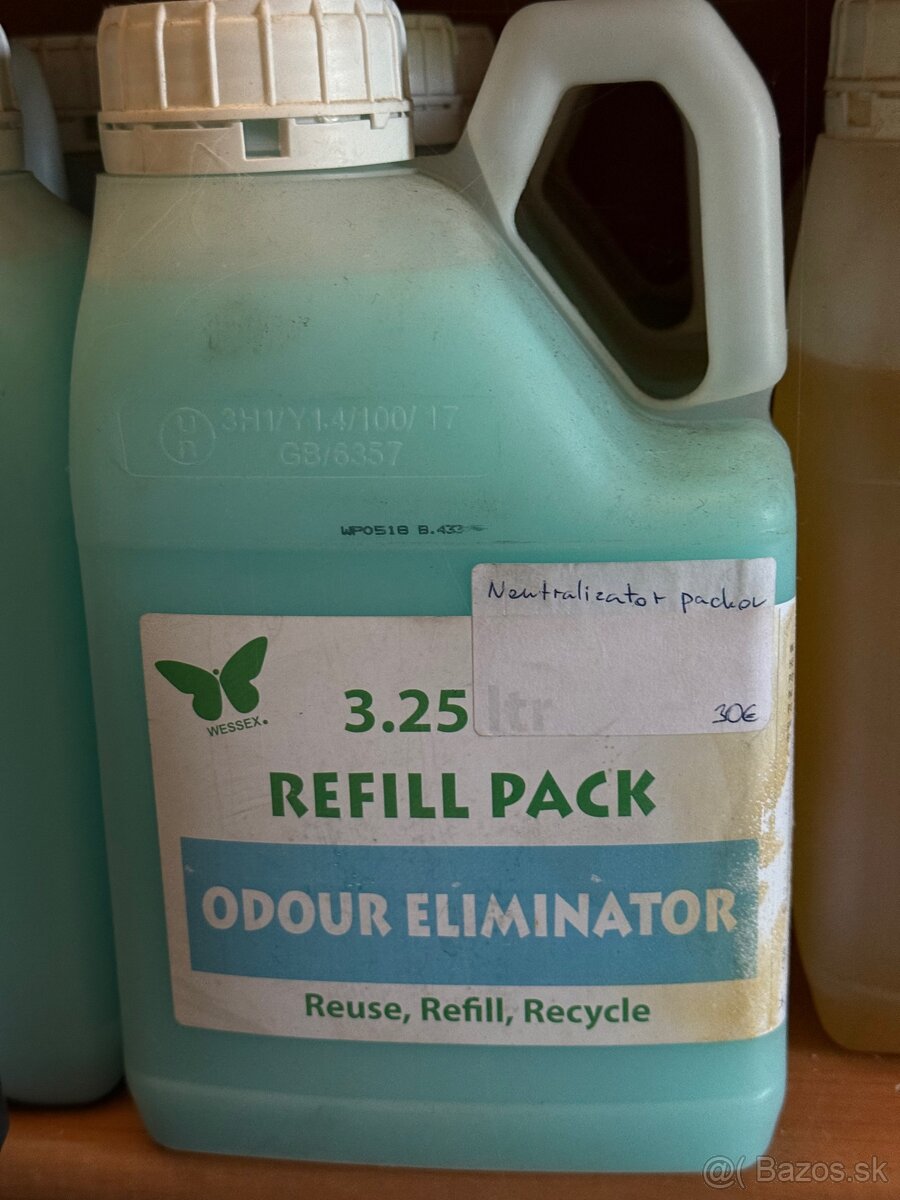 un 3H1/Y1.4/100/ 17
GB/6357
WP0518 B.433
Neutralizator pachov
30€
WESSEX
3.25 ltr
REFILL PACK
ODOUR ELIMINATOR
Reuse, Refill, Recycle
@( Bazos.sk